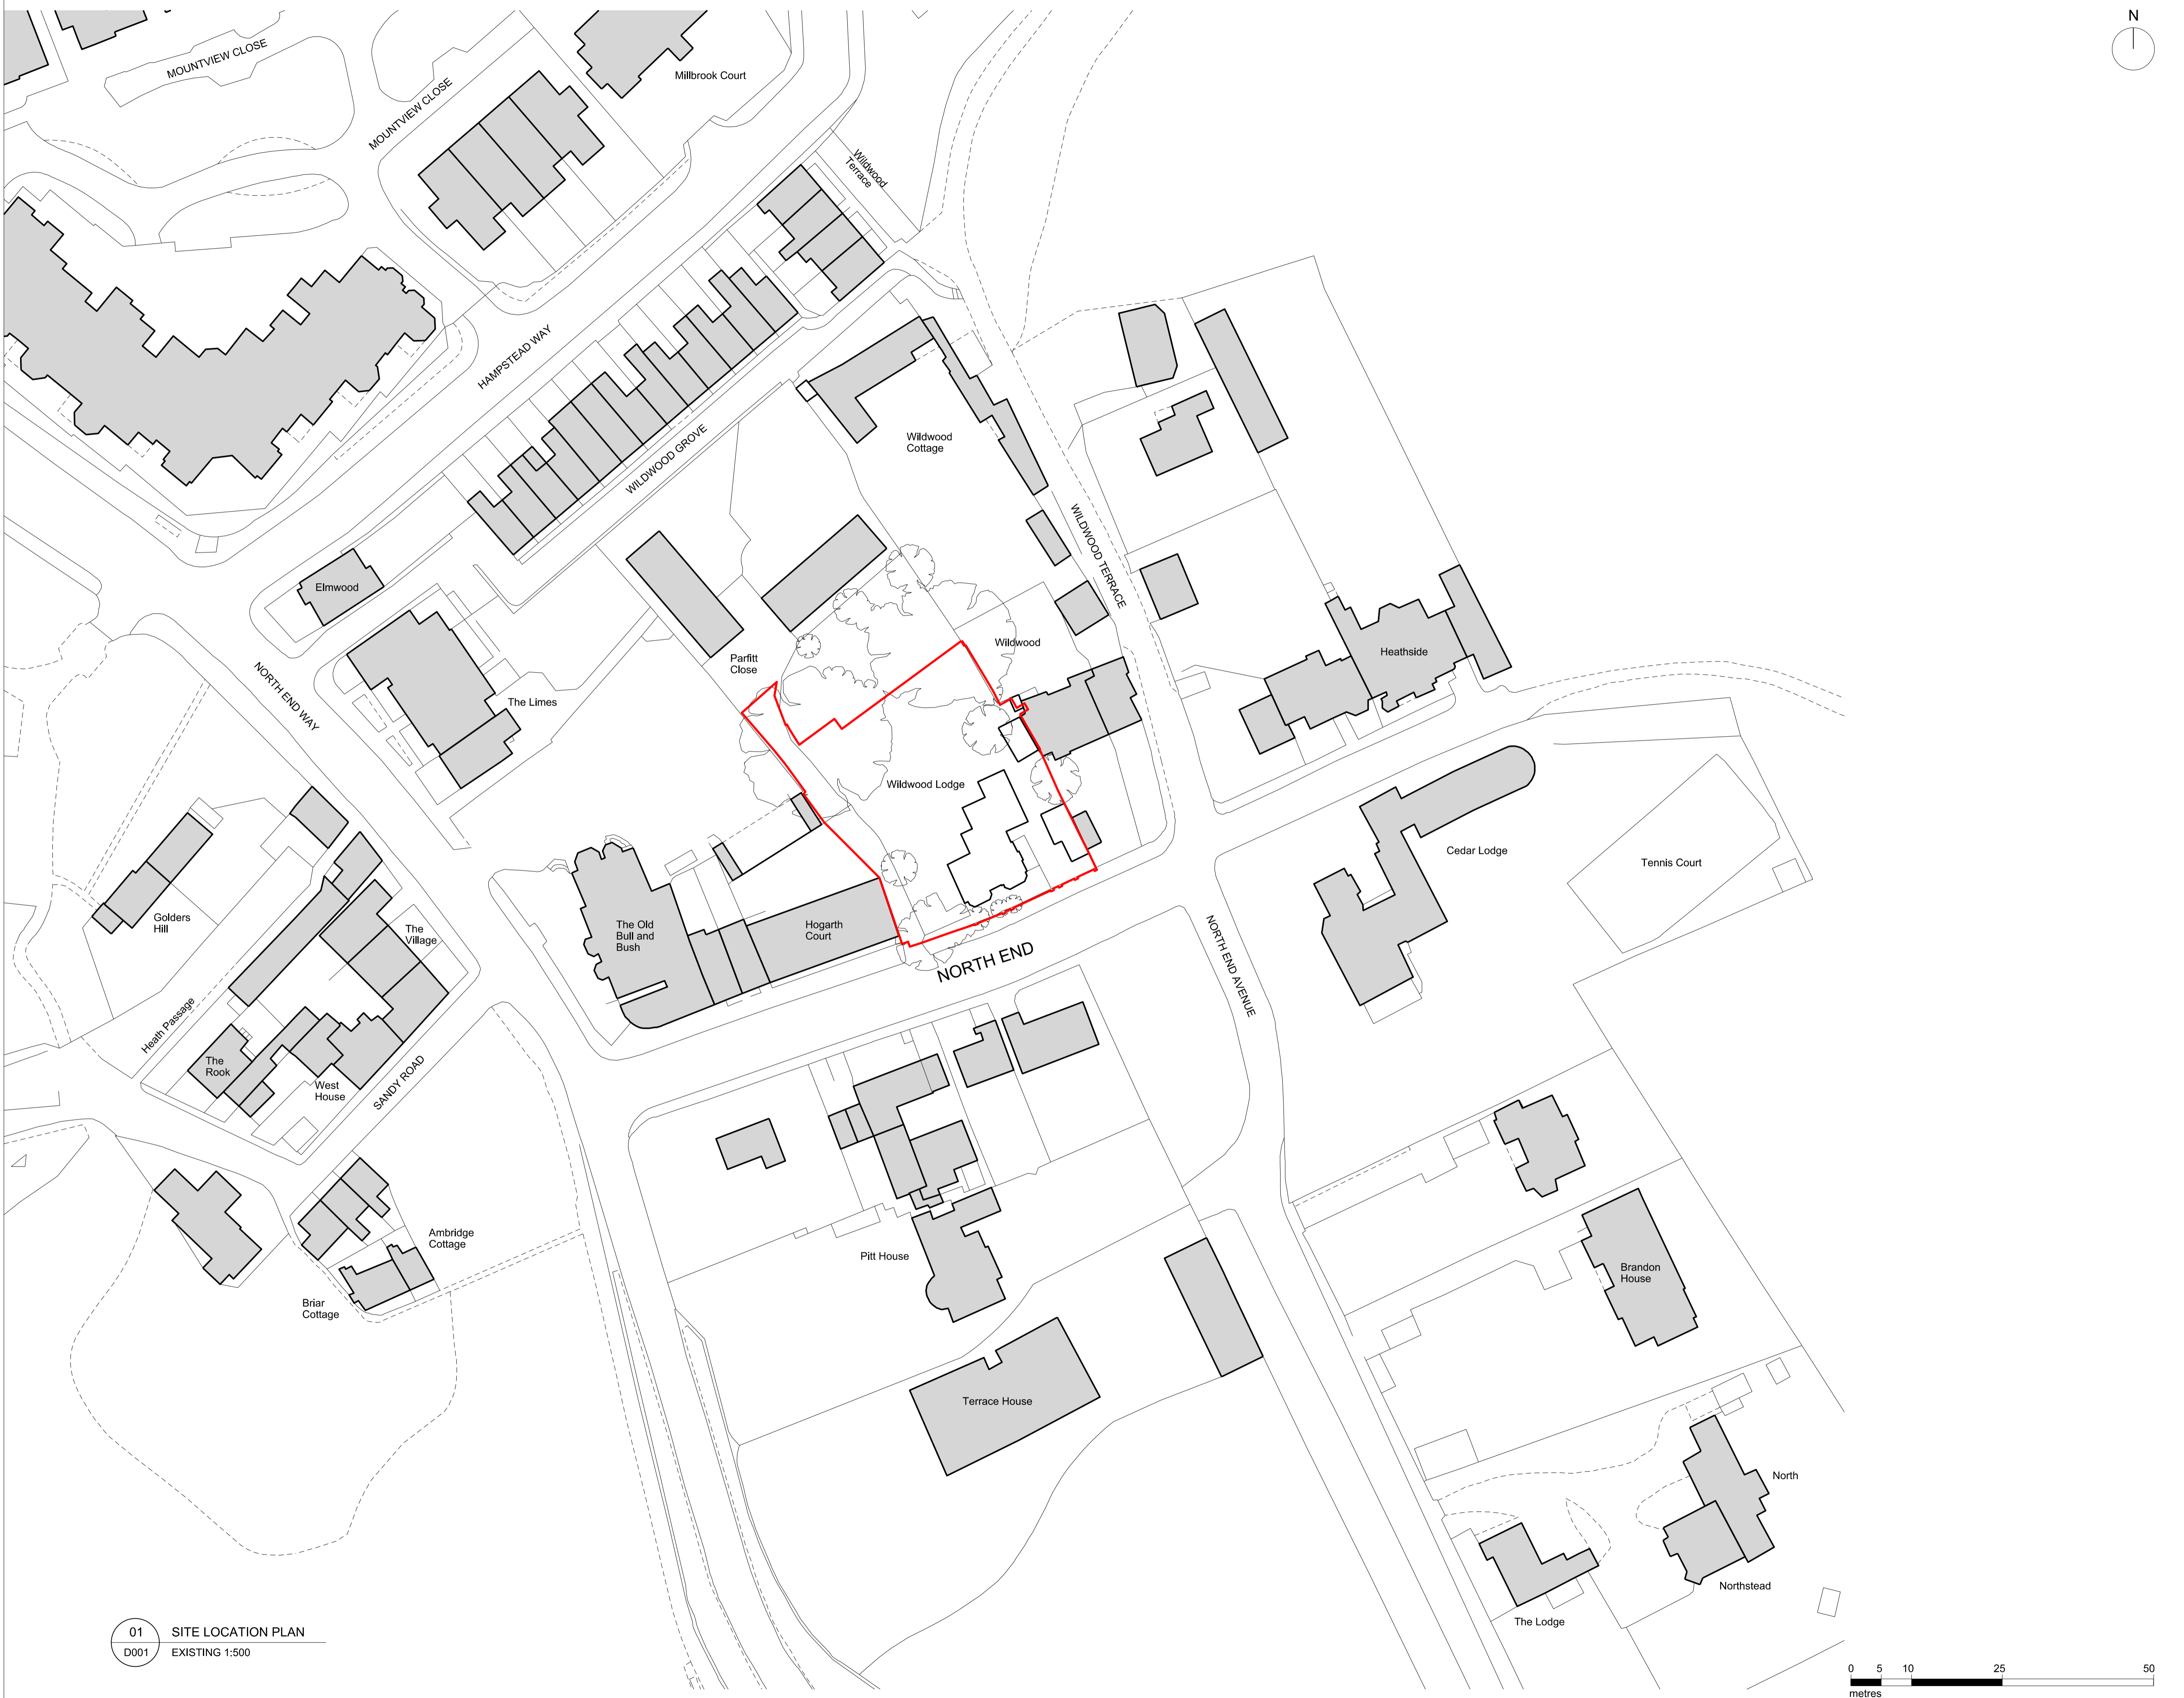 N
MOUNTVIEW CLOSE
MOUNTVIEW CLOSE
Millbrook Court
Wildwood
Terrace
HAMPSTEAD WAY
WILDWOOD GROVE
Wildwood
Cottage
WILDWOOD TERRACE
Elmwood
Wildwood
Heathside
Parfitt
Close
NORTH END WAY
The Limes
Wildwood Lodge
Cedar Lodge
Tennis Court
Golders
Hill
The
Village
The Old
Bull and
Bush
Hogarth
Court
NORTH END
NORTH END AVENUE
Heath Passage
The
Rook
West
House
SANDY ROAD
Ambridge
Cottage
Briar
Cottage
Pitt House
Brandon
House
Terrace House
North
Northstead
The Lodge
01
D001
SITE LOCATION PLAN
EXISTING 1:500
0 5 10 25 50
metres